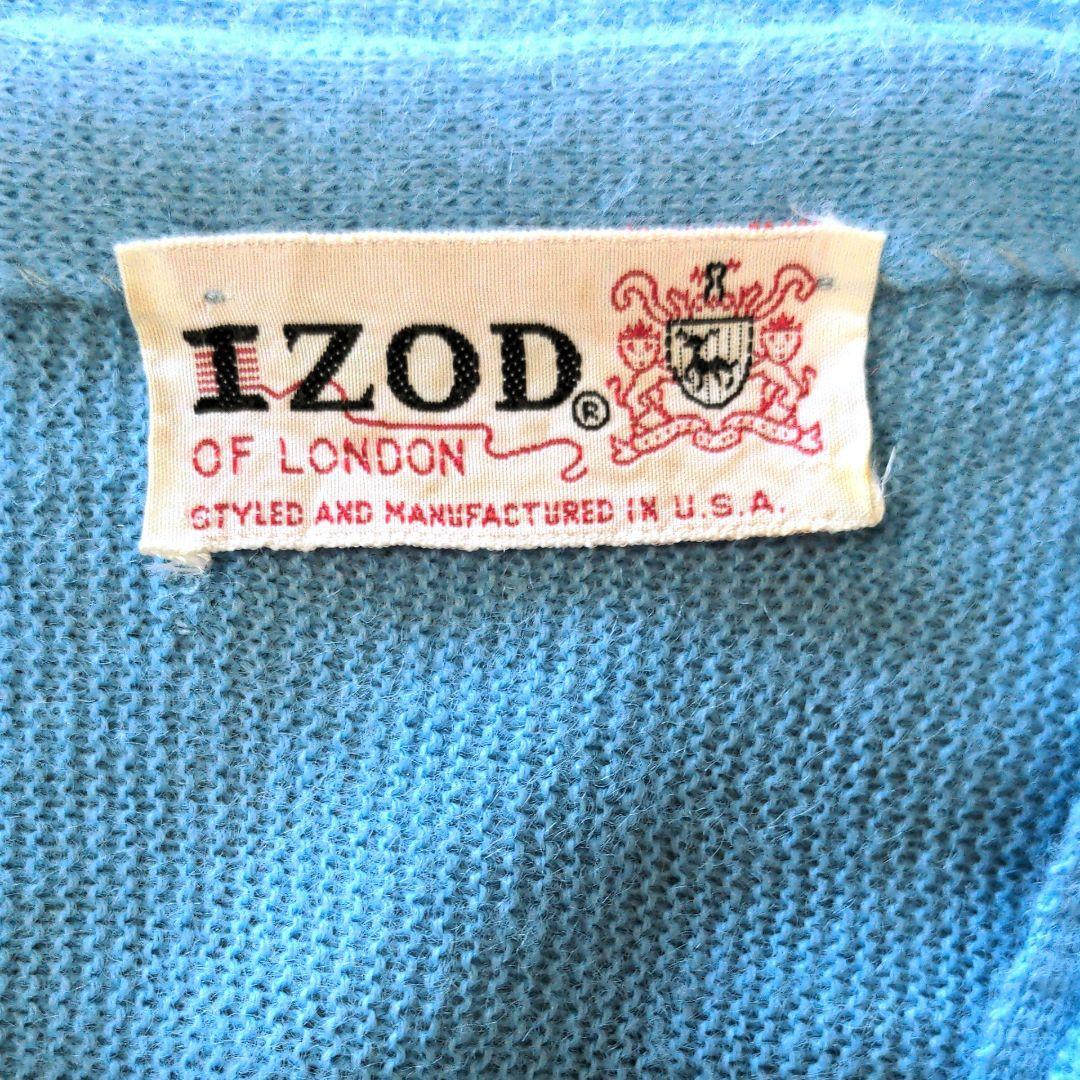 IZOD®
OF LONDON
STYLED AND MANUFACTURED IN U.S.A.